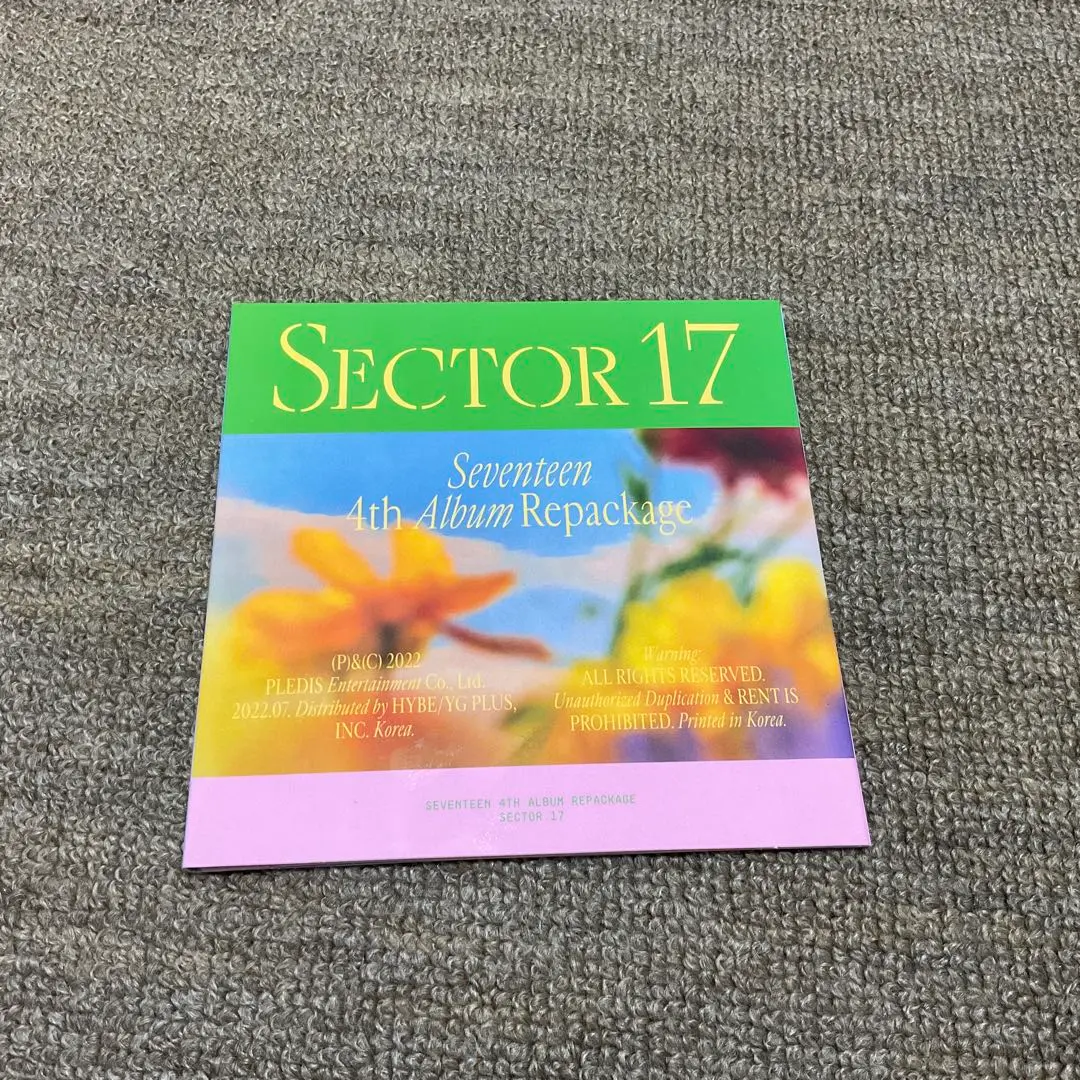 SECTOR 17
Seventeen
4th Album Repackage
(P)&(C) 2022
PLEDIS Entertainment Co., Ltd.
2022.07. Distributed by HYBE/YG PLUS,
INC. Korea.
Warning:
ALL RIGHTS RESERVED.
Unauthorized Duplication & RENT IS
PROHIBITED. Printed in Korea.
SEVENTEEN 4TH ALBUM REPACKAGE
SECTOR 17